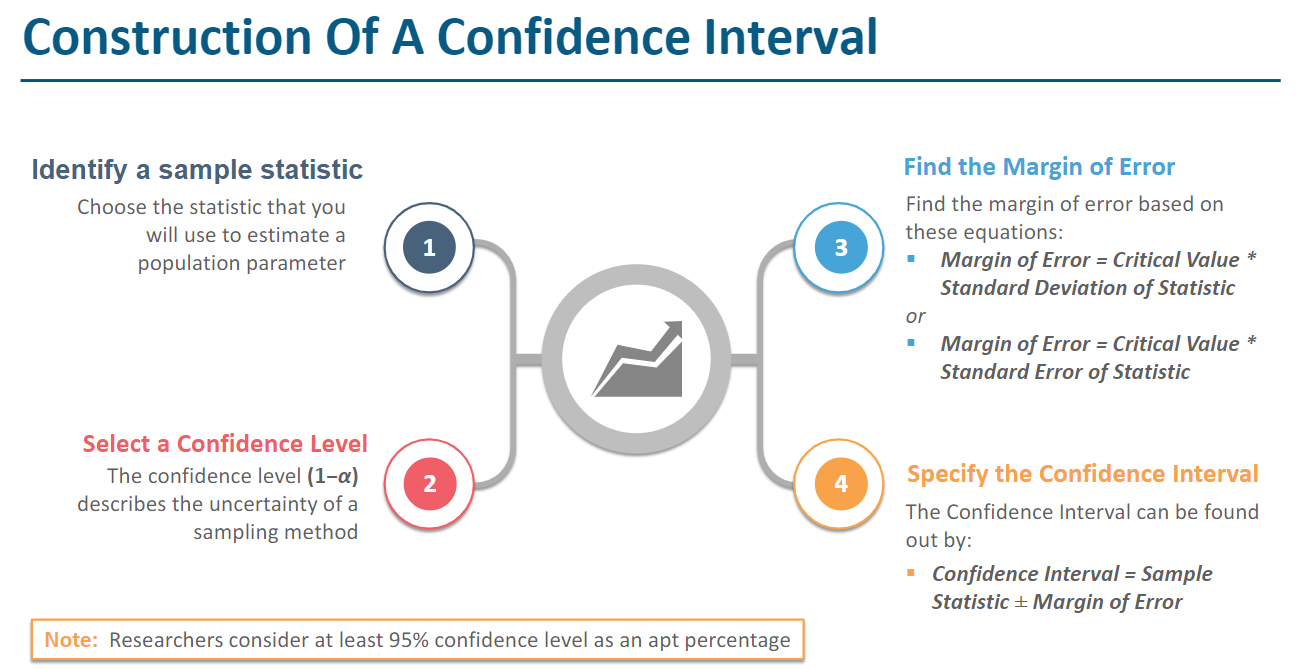 Construction Of A Confidence Interval
Identify a sample statistic
Choose the statistic that you
will use to estimate a
population parameter
1
Select a Confidence Level
The confidence level (1−α)
describes the uncertainty of a
sampling method
2
3
Find the Margin of Error
Find the margin of error based on
these equations:
▪ Margin of Error = Critical Value *
Standard Deviation of Statistic
or
▪ Margin of Error = Critical Value *
Standard Error of Statistic
4
Specify the Confidence Interval
The Confidence Interval can be found
out by:
▪ Confidence Interval = Sample
Statistic ± Margin of Error
Note: Researchers consider at least 95% confidence level as an apt percentage